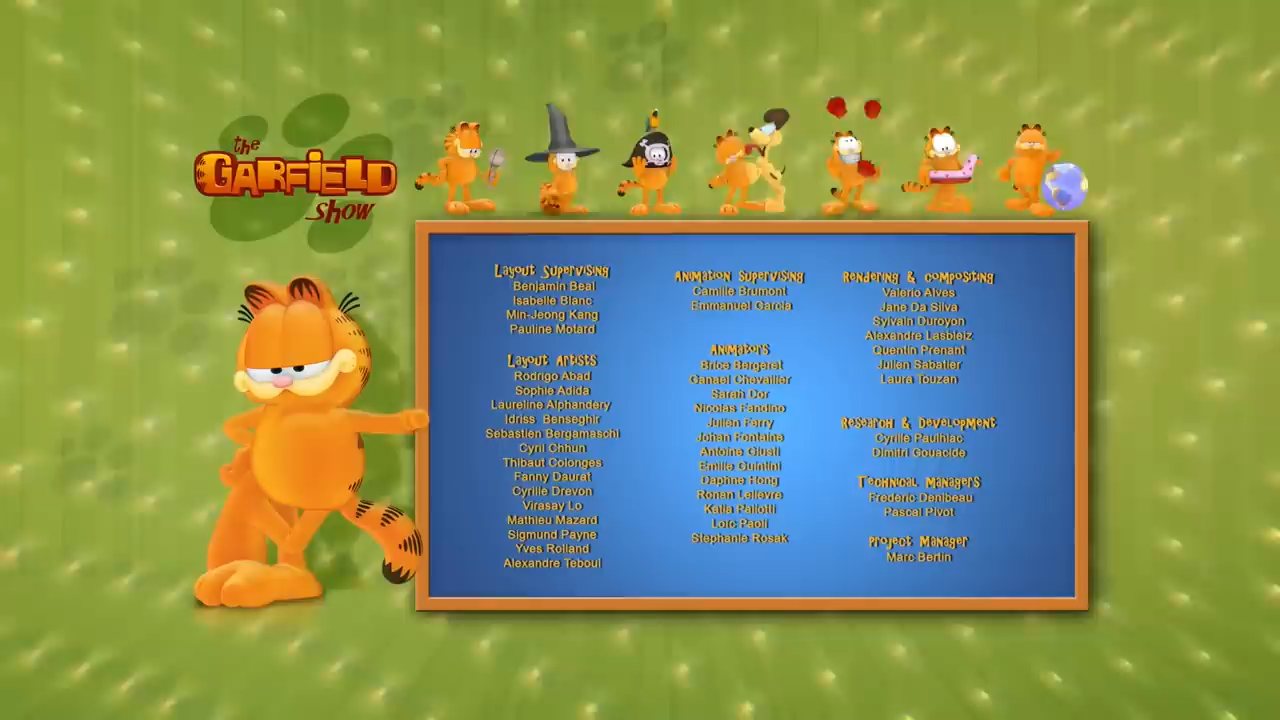 the
GARFIELD
show
Layout Supervising
Benjamin Beal
Isabelle Blanc
Min-Jeong Kang
Pauline Motard
Layout Artists
Rodrigo Abad
Sophie Adida
Laureline Alphandery
Idriss Benseghir
Sebastien Bergamaschi
Cyril Chhun
Thibaut Colonges
Fanny Daurat
Cyrille Drevon
Virasay Lo
Mathieu Mazard
Sigmund Payne
Yves Rolland
Alexandre Teboul
Animation Supervising
Camille Brumont
Emmanuel Garcia
Animators
Brice Bergeret
Ganael Chevallier
Sarah Dor
Nicolas Fandino
Julien Ferry
Johan Fontaine
Antoine Giusti
Emilie Guintini
Daphne Hong
Ronan Lelievre
Katia Paliotti
Loïc Paoli
Stephanie Rosak
Rendering & Compositing
Valerio Alves
Jane Da Silva
Sylvain Duroyon
Alexandre Lasbleiz
Quentin Prenant
Julien Sabatier
Laura Touzan
Research & Development
Cyrille Paulhiac
Dimitri Gouacide
Technical Managers
Frederic Denibeau
Pascal Pivot
Project Manager
Marc Bertin